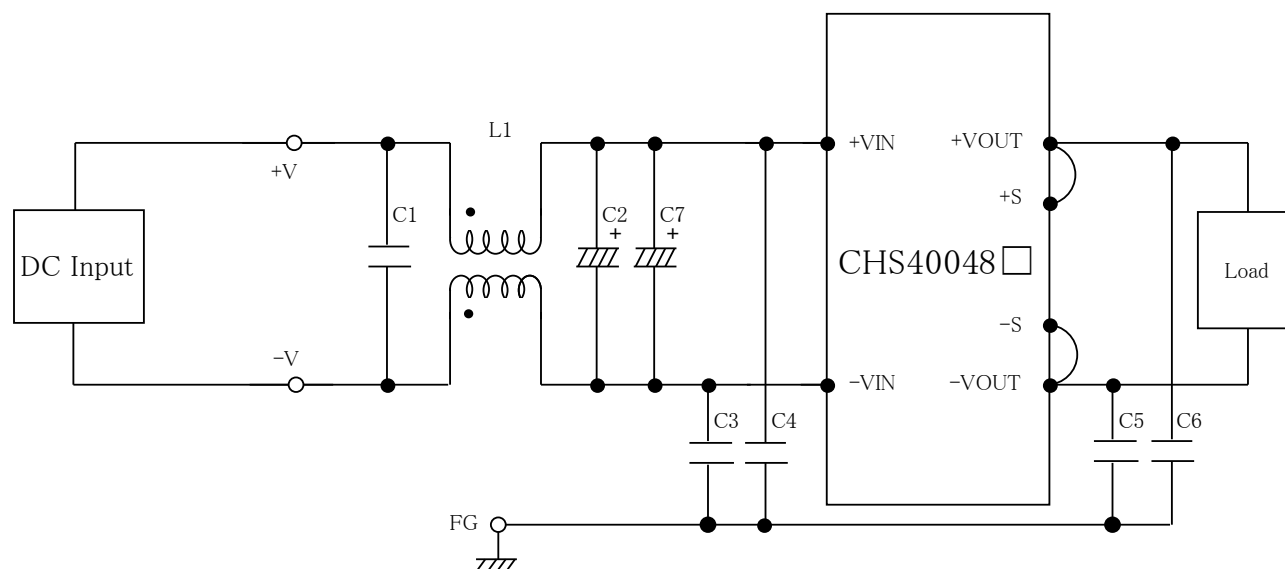 L1
+VIN
+VOUT
+V
+S
C1
C2
C7
+
+
DC Input
CHS40048□
Load
-S
-V
-VIN
-VOUT
C3
C4
C5
C6
FG